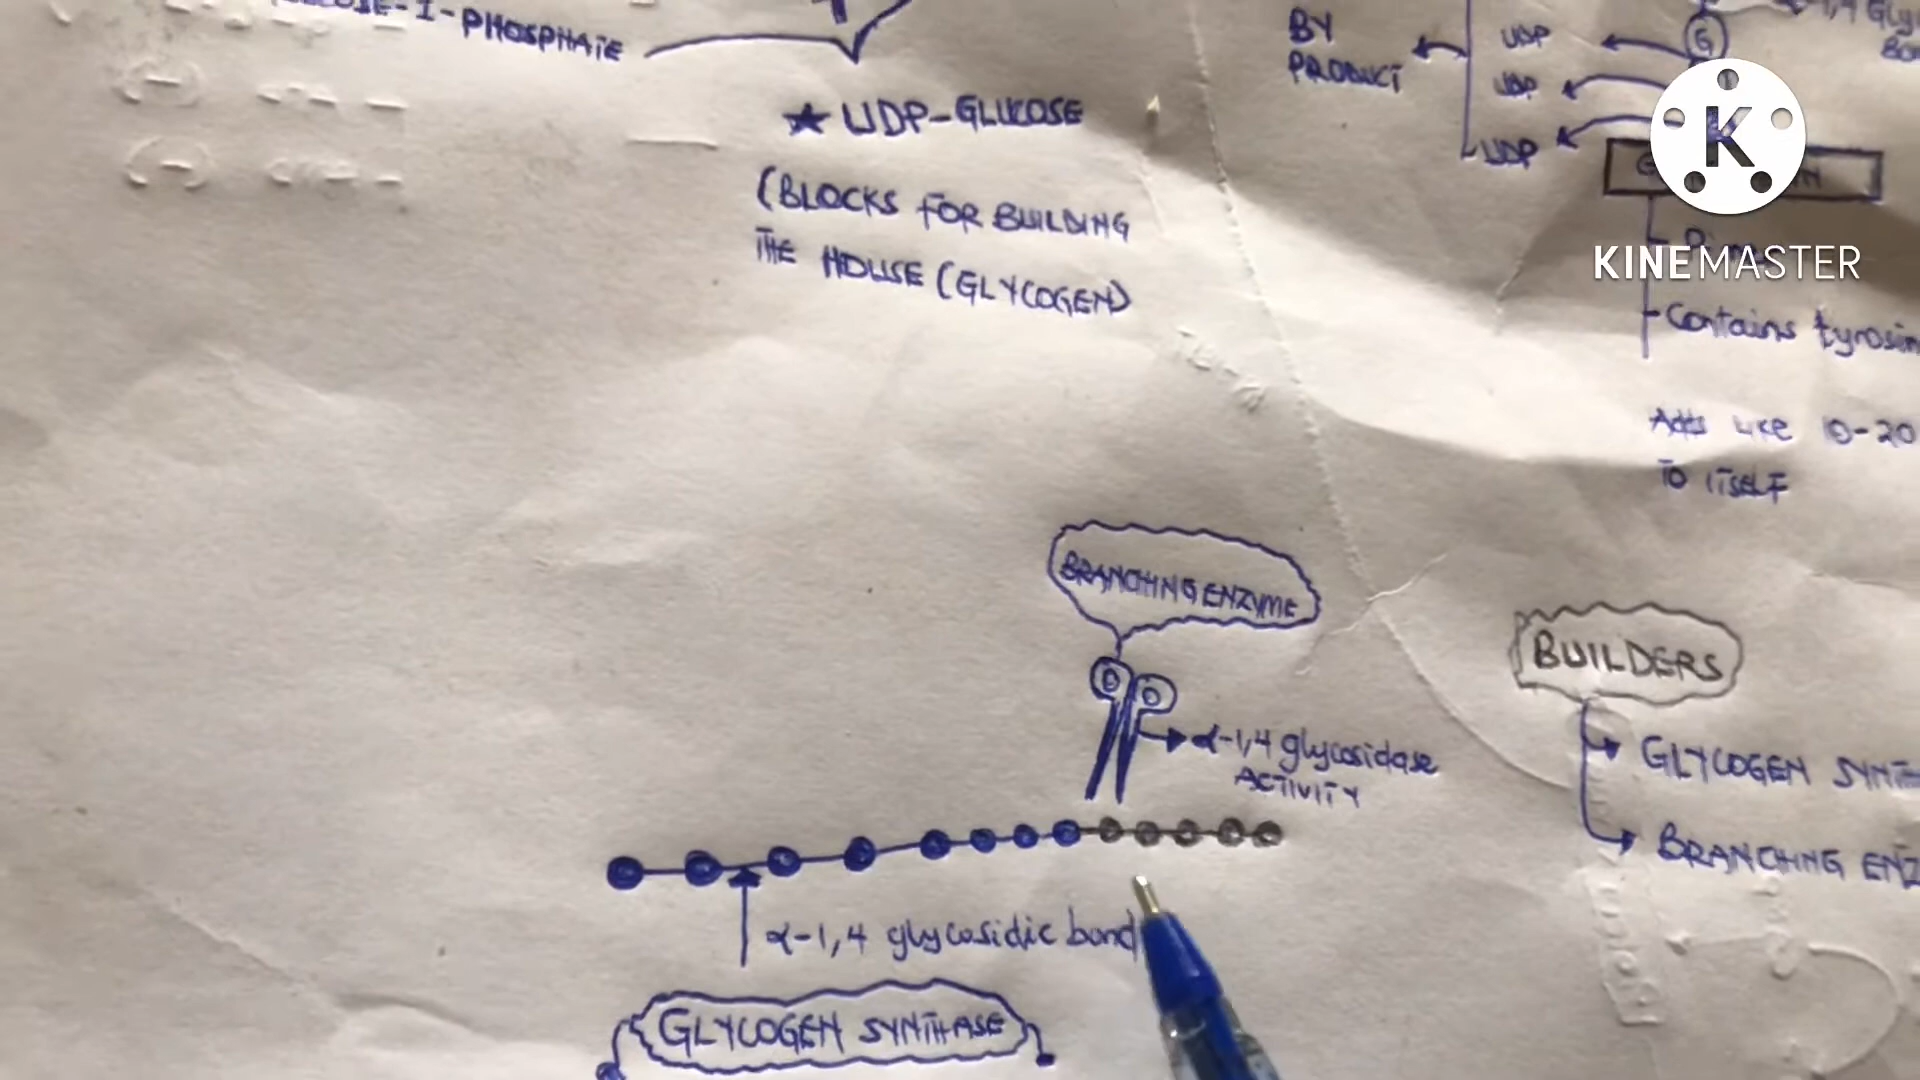 -1-PHOSPHATE
★ UDP-GLUCOSE
(BLOCKS FOR BUILDING
THE HOUSE (GLYCOGEN)
BY
PRODUCT
UDP
UDP
UDP
G
K
KINEMASTER
-Contains
Adds like 10-20
TO ITSELF
BRANCHING ENZYME
α-1,4 glycosidase
ACTIVITY
α-1,4 glycosidic bond
GLYCOGEN SYNTHASE
BUILDERS
GLYCOGEN
BRANCHING